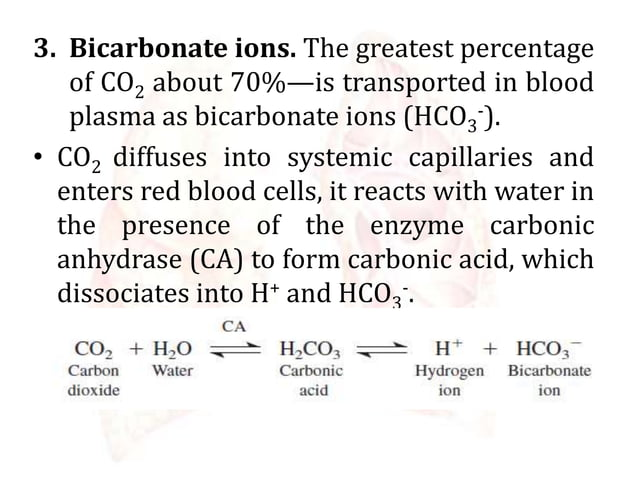 3. Bicarbonate ions. The greatest percentage
of CO₂ about 70%—is transported in blood
plasma as bicarbonate ions (HCO₃⁻).
• CO₂ diffuses into systemic capillaries and
enters red blood cells, it reacts with water in
the presence of the enzyme carbonic
anhydrase (CA) to form carbonic acid, which
dissociates into H⁺ and HCO₃⁻.
CA
CO₂ + H₂O ⇌ H₂CO₃ ⇌ H⁺ + HCO₃⁻
Carbon Water Carbonic Hydrogen Bicarbonate
dioxide acid ion ion